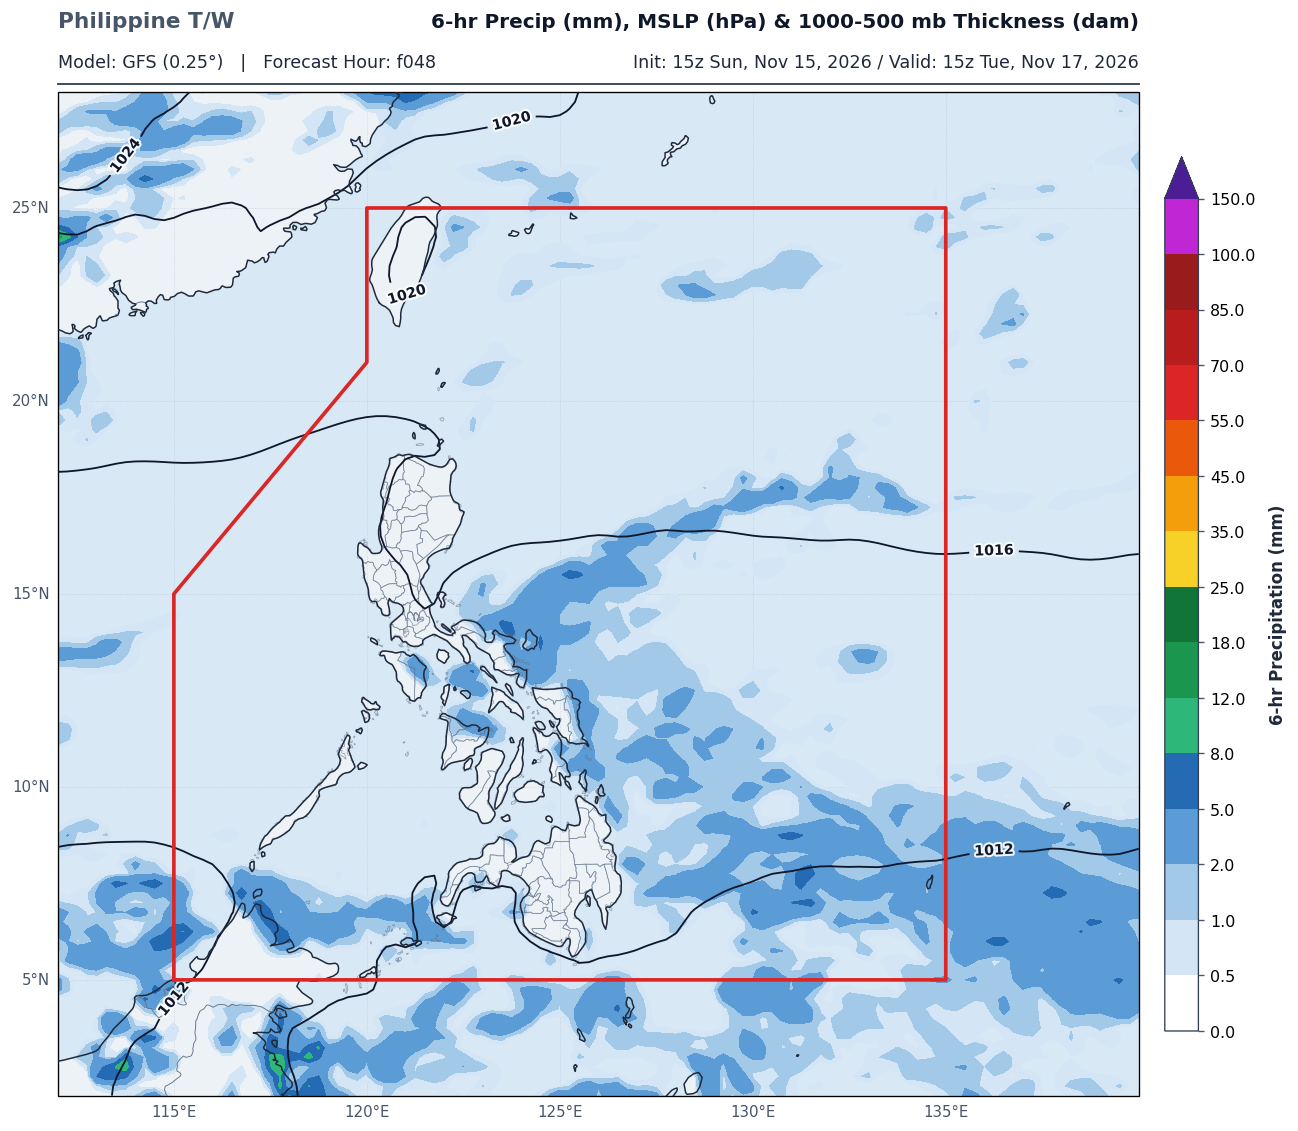 Philippine T/W
6-hr Precip (mm), MSLP (hPa) & 1000-500 mb Thickness (dam)
Model: GFS (0.25°) | Forecast Hour: f048
Init: 15z Sun, Nov 15, 2026 / Valid: 15z Tue, Nov 17, 2026
1020
1024
25°N
1020
20°N
1016
15°N
10°N
1012
5°N
1012
115°E
120°E
125°E
130°E
135°E
150.0
100.0
85.0
70.0
55.0
45.0
35.0
25.0
18.0
12.0
8.0
5.0
2.0
1.0
0.5
0.0
6-hr Precipitation (mm)